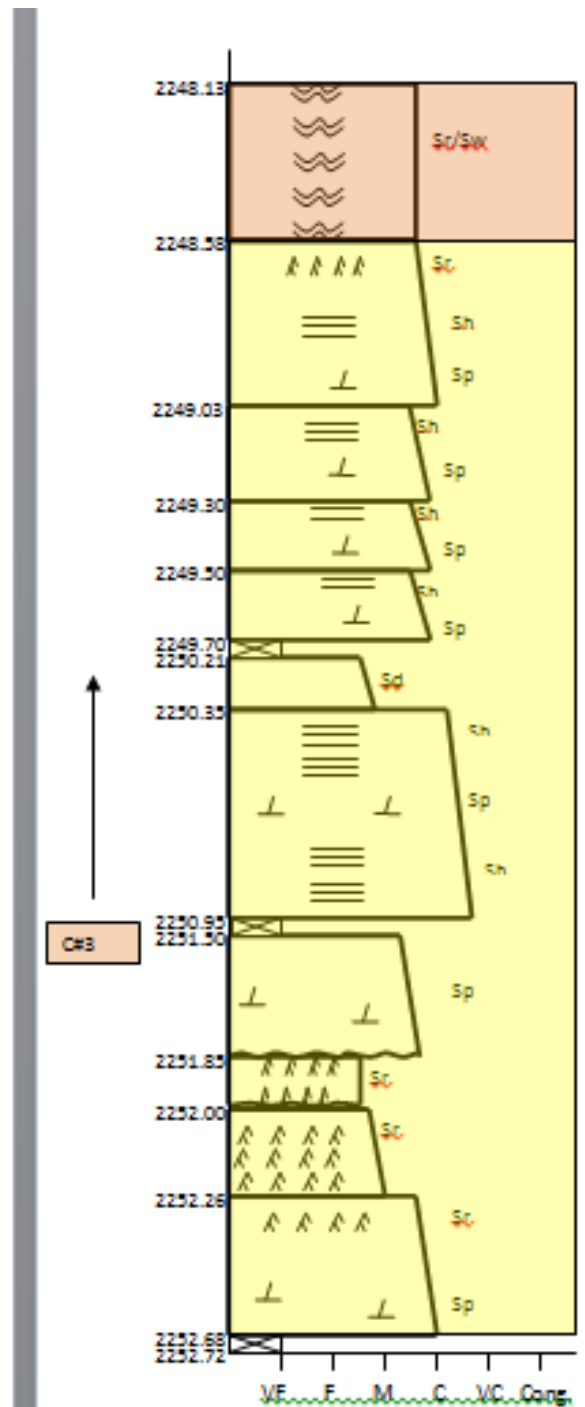 2248.13
Sr/Sw
2248.58
Sr
Sh
Sp
2249.03
Sh
Sp
2249.30
Sh
Sp
2249.50
Sh
Sp
2249.70
2250.21
Sd
2250.35
Sh
Sp
Sh
2250.95
C#3
2251.50
Sp
2251.85
Sr
2252.00
Sr
2252.26
Sr
Sp
2252.68
2252.72
VF F M C VC Cong.